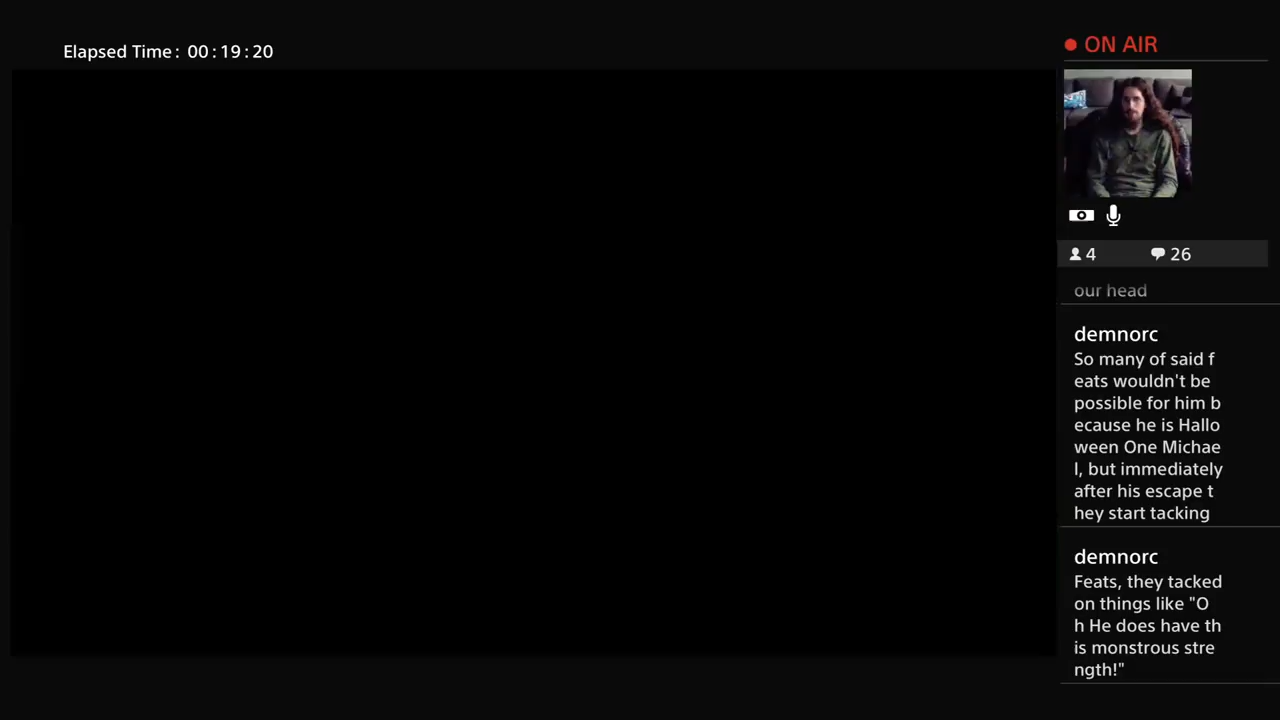 Elapsed Time: 00:19:20
ON AIR
4
26
our head
demnorc
So many of said f
eats wouldn't be
possible for him b
ecause he is Hallo
ween One Michae
l, but immediately
after his escape t
hey start tacking
demnorc
Feats, they tacked
on things like "O
h He does have th
is monstrous stre
ngth!"